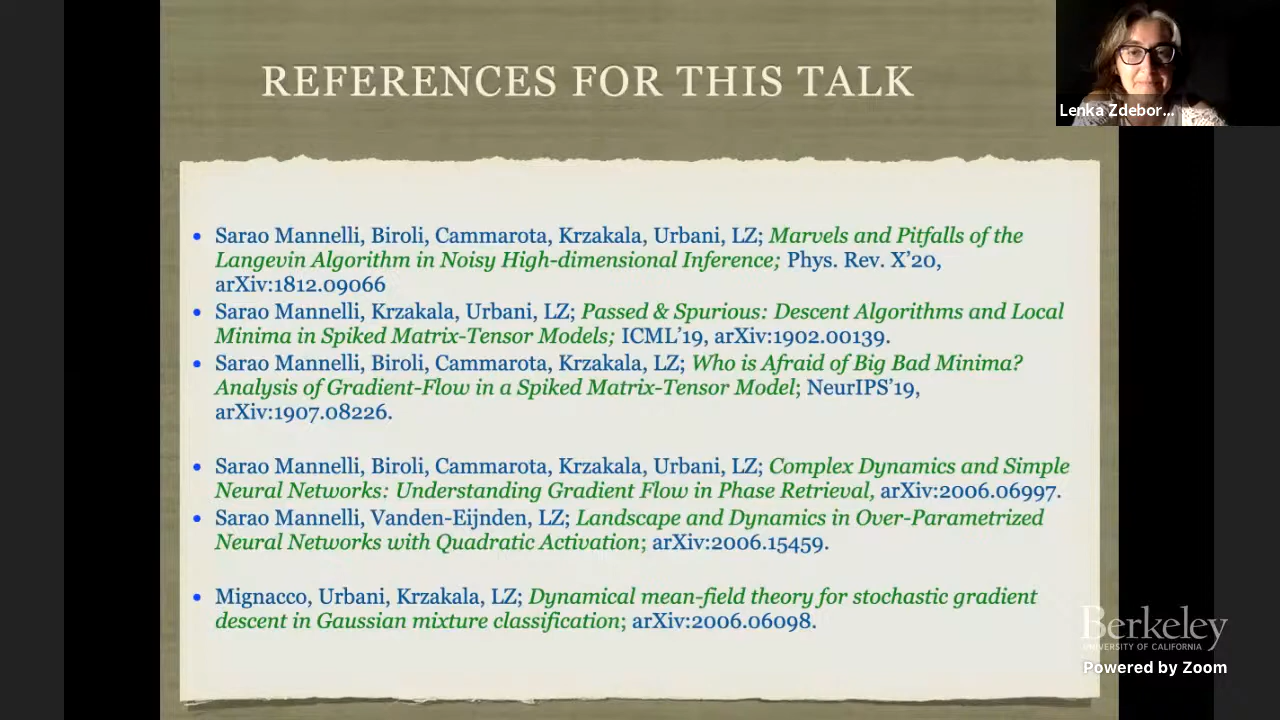 REFERENCES FOR THIS TALK
Lenka Zdebor...
• Sarao Mannelli, Biroli, Cammarota, Krzakala, Urbani, LZ; Marvels and Pitfalls of the
Langevin Algorithm in Noisy High-dimensional Inference; Phys. Rev. X’20,
arXiv:1812.09066
• Sarao Mannelli, Krzakala, Urbani, LZ; Passed & Spurious: Descent Algorithms and Local
Minima in Spiked Matrix-Tensor Models; ICML’19, arXiv:1902.00139.
• Sarao Mannelli, Biroli, Cammarota, Krzakala, LZ; Who is Afraid of Big Bad Minima?
Analysis of Gradient-Flow in a Spiked Matrix-Tensor Model; NeurIPS’19,
arXiv:1907.08226.
• Sarao Mannelli, Biroli, Cammarota, Krzakala, Urbani, LZ; Complex Dynamics and Simple
Neural Networks: Understanding Gradient Flow in Phase Retrieval, arXiv:2006.06997.
• Sarao Mannelli, Vanden-Eijnden, LZ; Landscape and Dynamics in Over-Parametrized
Neural Networks with Quadratic Activation; arXiv:2006.15459.
• Mignacco, Urbani, Krzakala, LZ; Dynamical mean-field theory for stochastic gradient
descent in Gaussian mixture classification; arXiv:2006.06098.
Berkeley
UNIVERSITY OF CALIFORNIA
Powered by Zoom